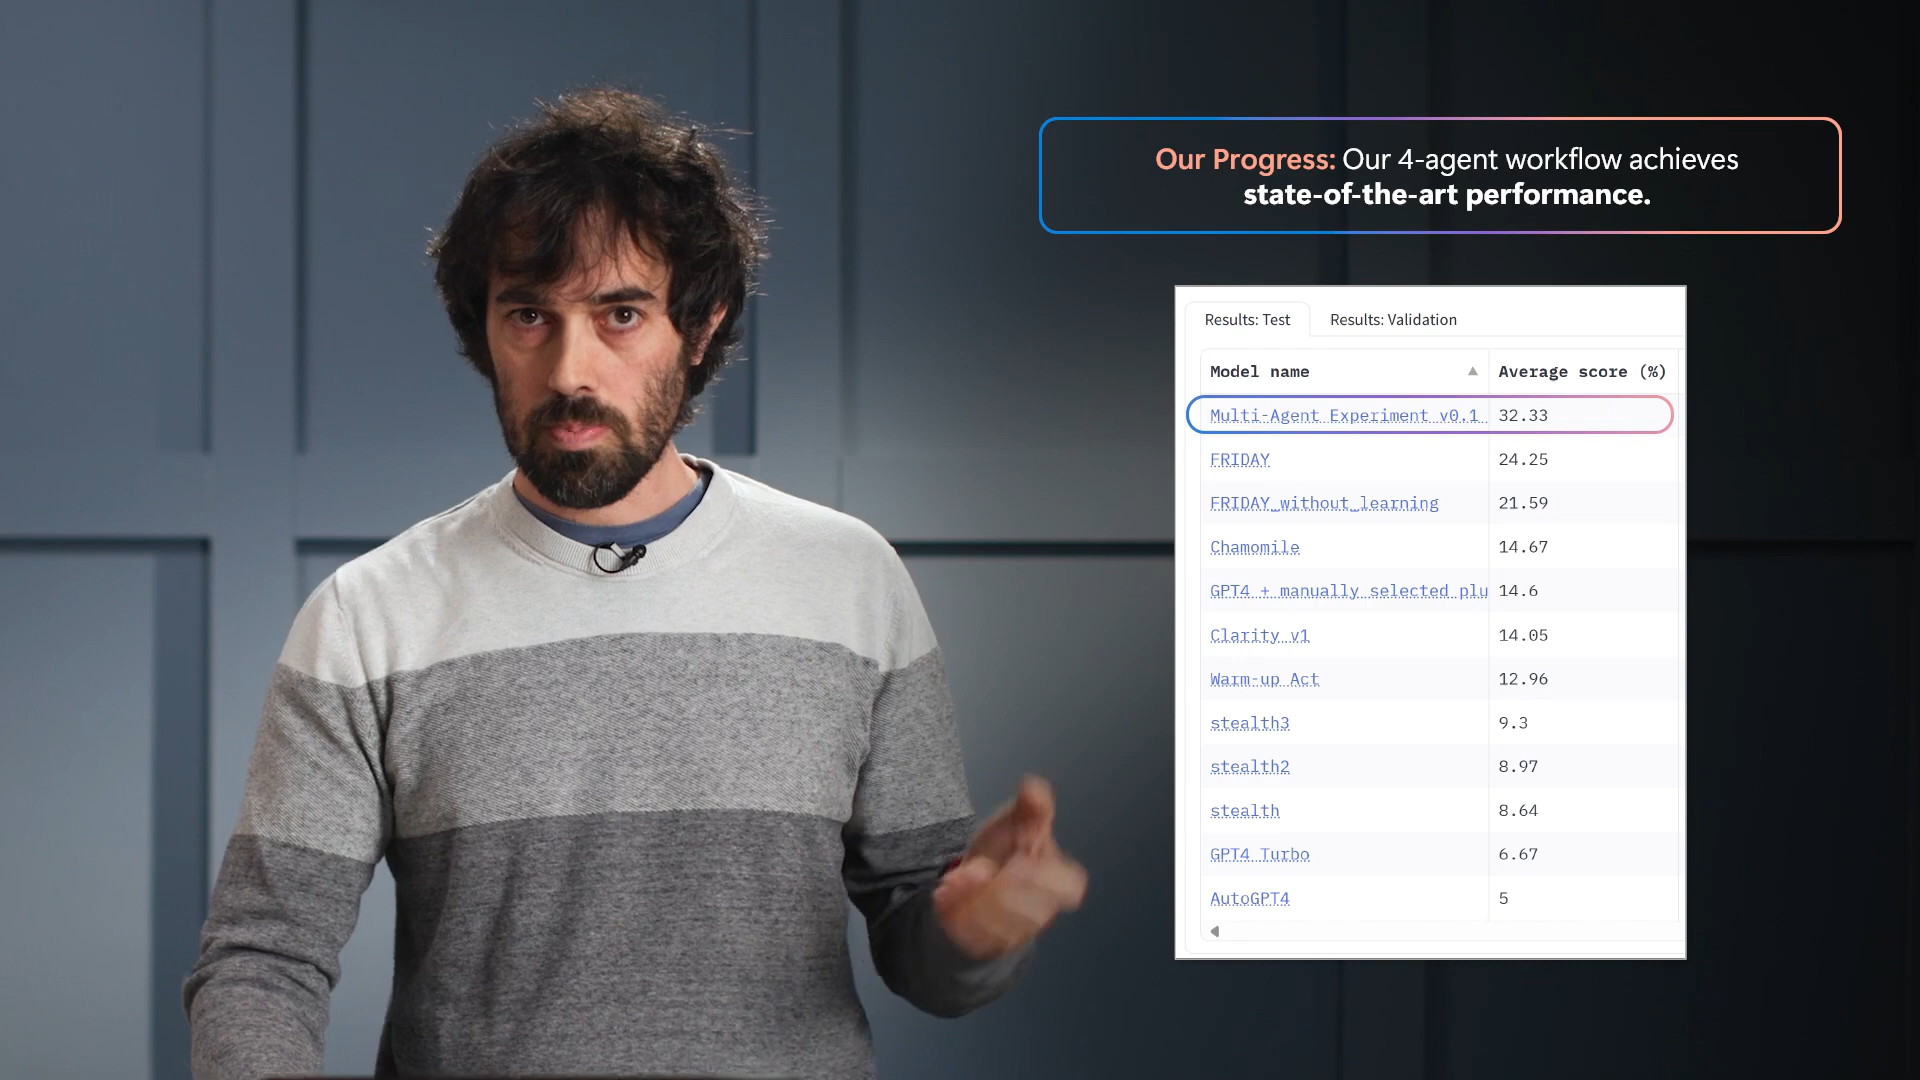 Our Progress: Our 4-agent workflow achieves
state-of-the-art performance.
Results: Test Results: Validation
Model name Average score (%)
Multi-Agent Experiment v0.1 32.33
FRIDAY 24.25
FRIDAY_without_learning 21.59
Chamomile 14.67
GPT4 + manually selected plu 14.6
Clarity v1 14.05
Warm-up Act 12.96
stealth3 9.3
stealth2 8.97
stealth 8.64
GPT4 Turbo 6.67
AutoGPT4 5